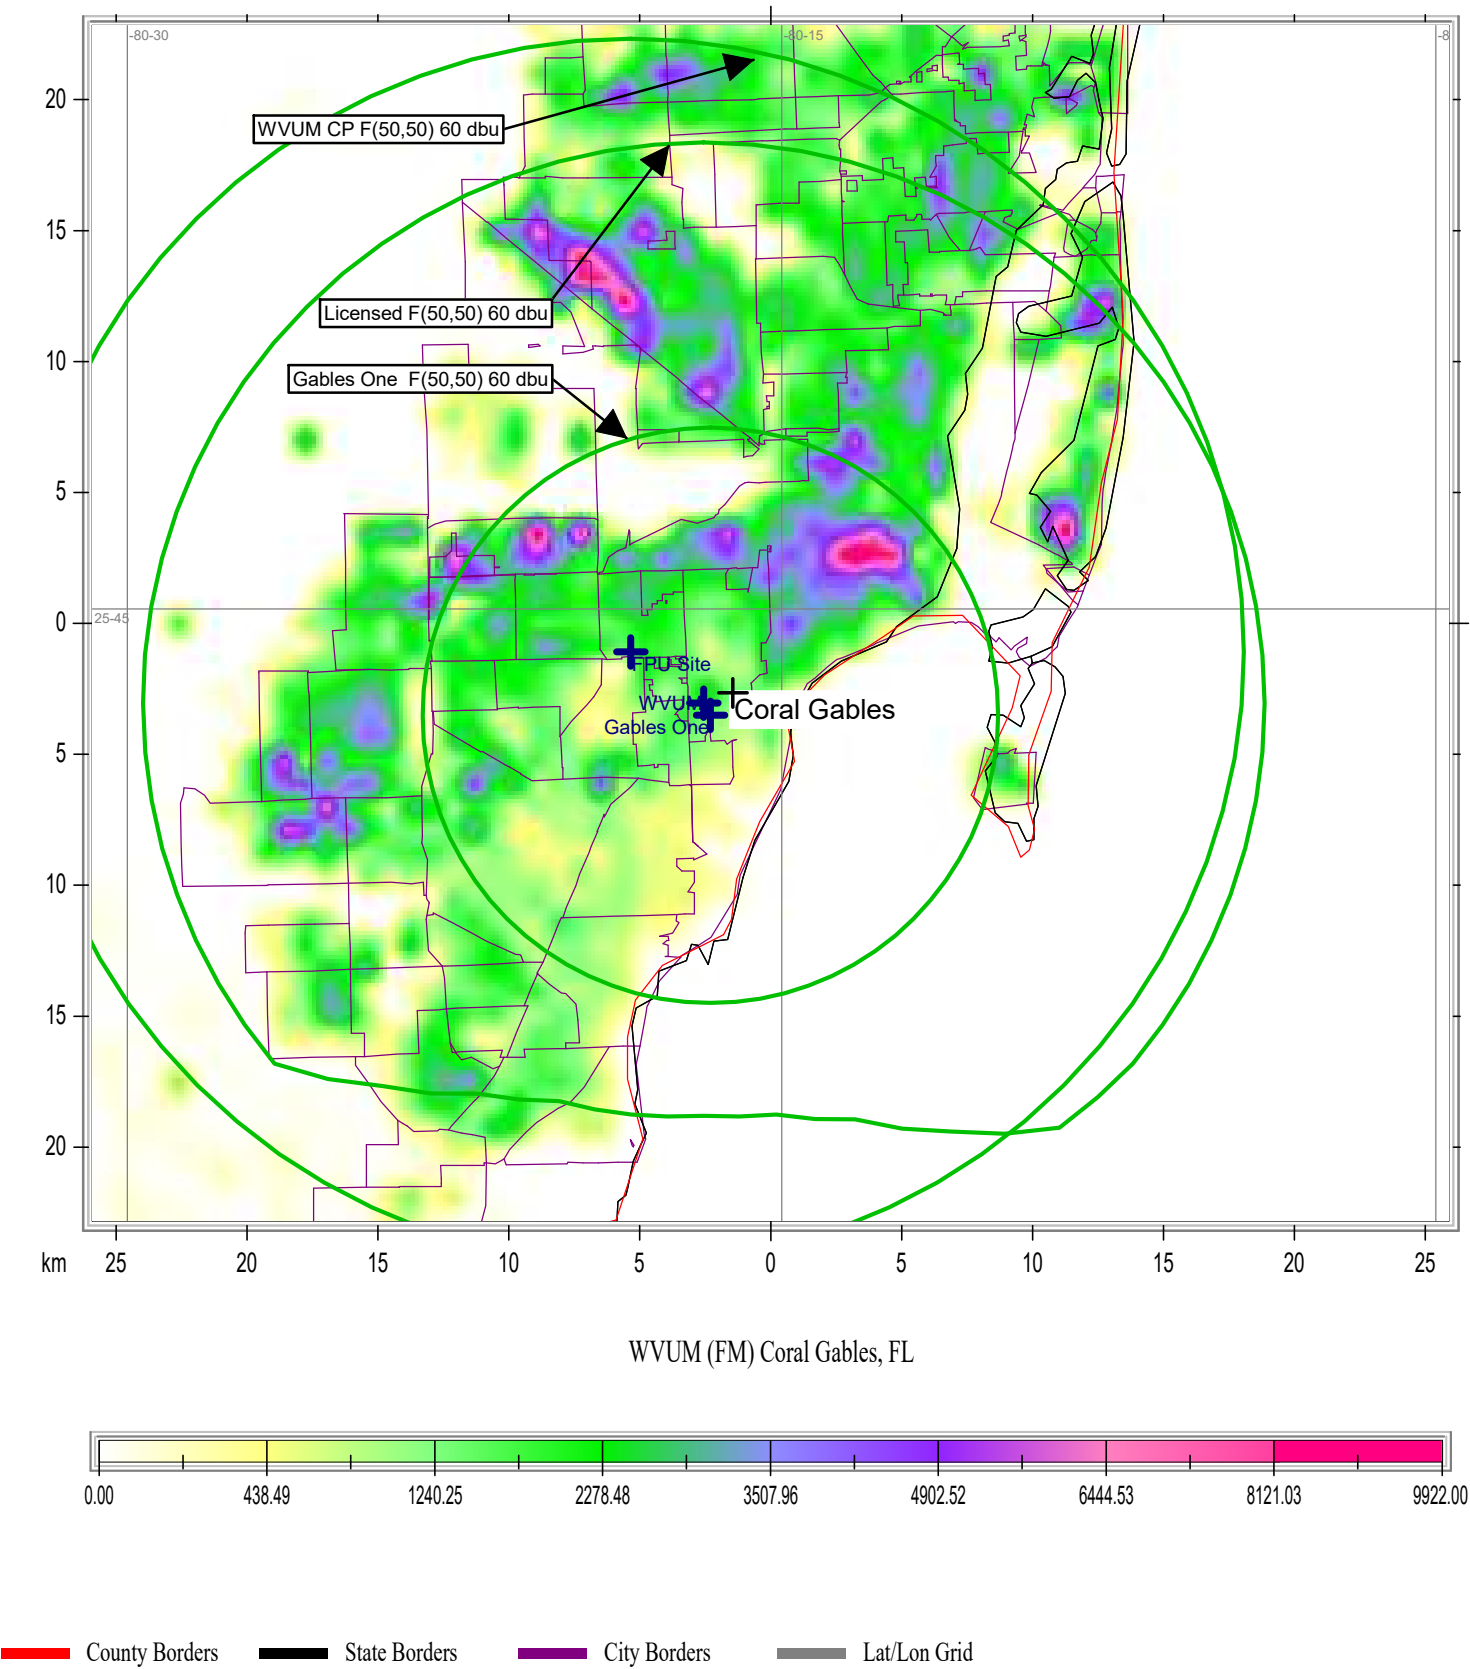 -80-30
-80-15
-8
WVUM CP F(50,50) 60 dbu
Licensed F(50,50) 60 dbu
Gables One F(50,50) 60 dbu
20
15
10
5
0
5
10
15
20
25-45
FPU Site
WVUM
Coral Gables
Gables One
km
25
20
15
10
5
0
5
10
15
20
25
WVUM (FM) Coral Gables, FL
0.00
438.49
1240.25
2278.48
3507.96
4902.52
6444.53
8121.03
9922.00
County Borders
State Borders
City Borders
Lat/Lon Grid